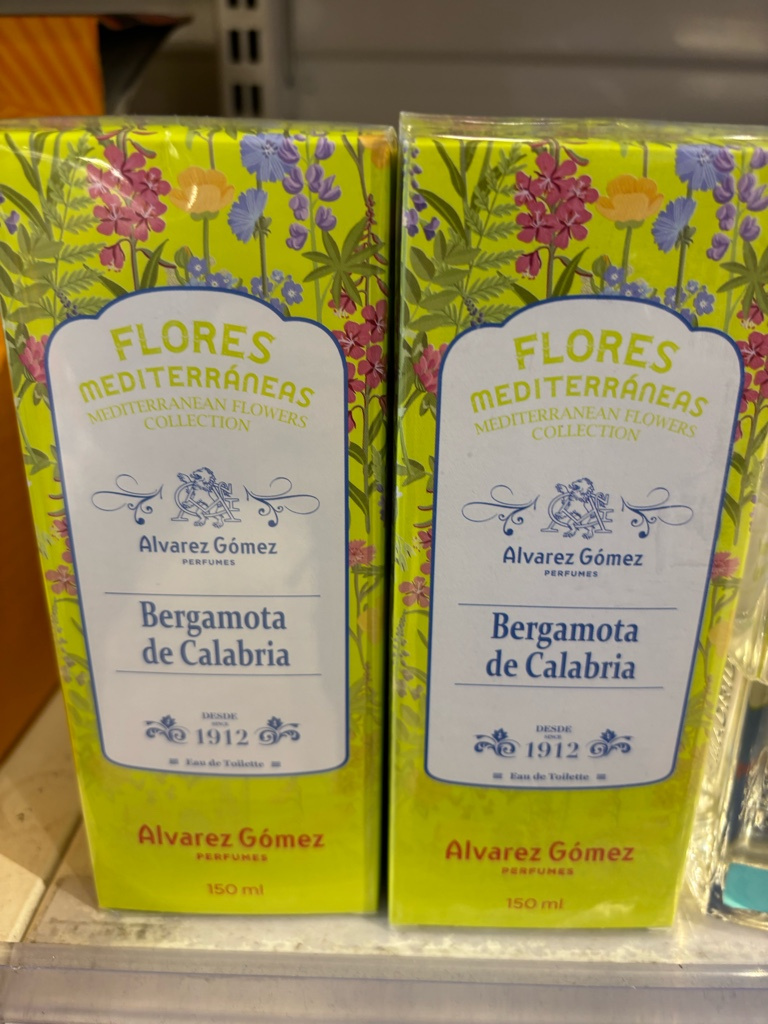 FLORES
MEDITERRÁNEAS
MEDITERRANEAN FLOWERS
COLLECTION
Alvarez Gómez
PERFUMES
Bergamota
de Calabria
DESDE
SINCE
1912
Eau de Toilette
Alvarez Gómez
PERFUMES
150 ml
FLORES
MEDITERRÁNEAS
MEDITERRANEAN FLOWERS
COLLECTION
Alvarez Gómez
PERFUMES
Bergamota
de Calabria
DESDE
SINCE
1912
Eau de Toilette
Alvarez Gómez
PERFUMES
150 ml